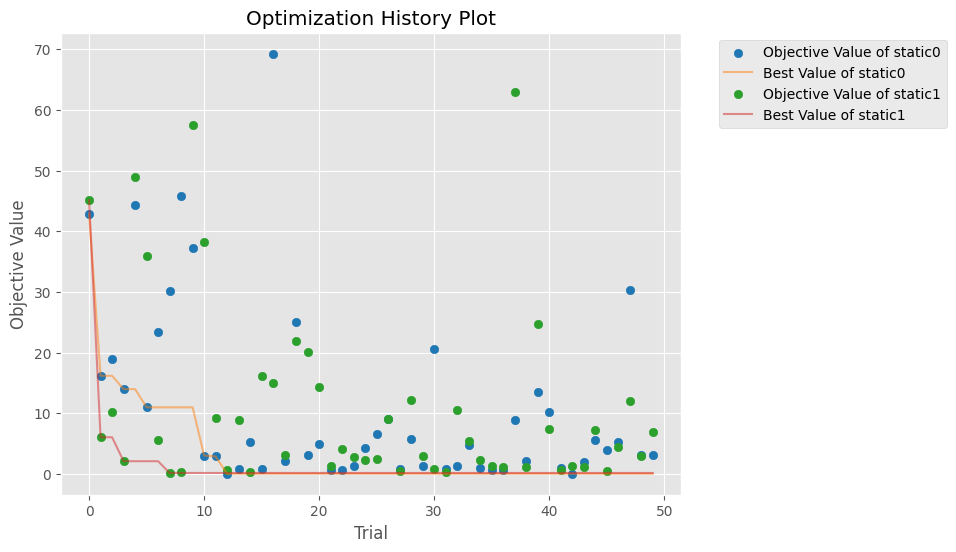 Optimization History Plot
Objective Value of static0
Best Value of static0
Objective Value of static1
Best Value of static1
70
60
50
40
30
20
10
0
Objective Value
0
10
20
30
40
50
Trial